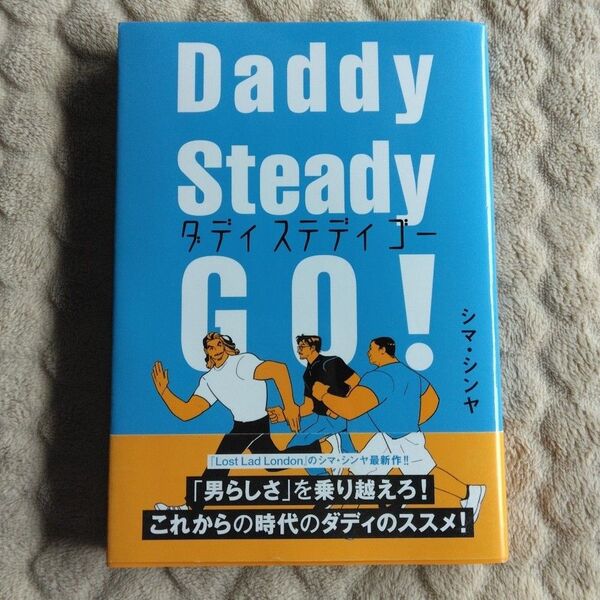 Daddy
Steady
ダディ ステディ ゴー
GO!
シマ・シンヤ
『Lost Lad London』のシマ・シンヤ最新作!!
「男らしさ」を乗り越えろ!
これからの時代のダディのススメ!